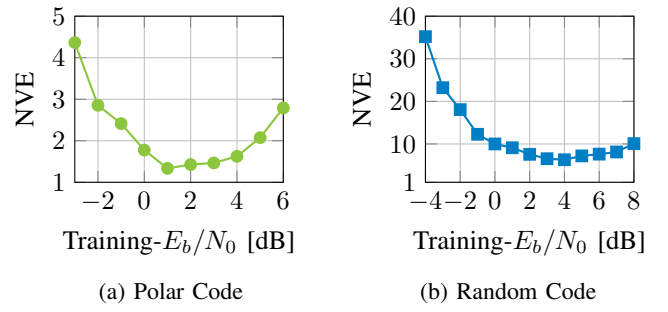 5
4
3
2
1
−2 0 2 4 6
NVE
Training-E_b/N_0 [dB]
(a) Polar Code
40
30
20
10
1
−4 −2 0 2 4 6 8
NVE
Training-E_b/N_0 [dB]
(b) Random Code